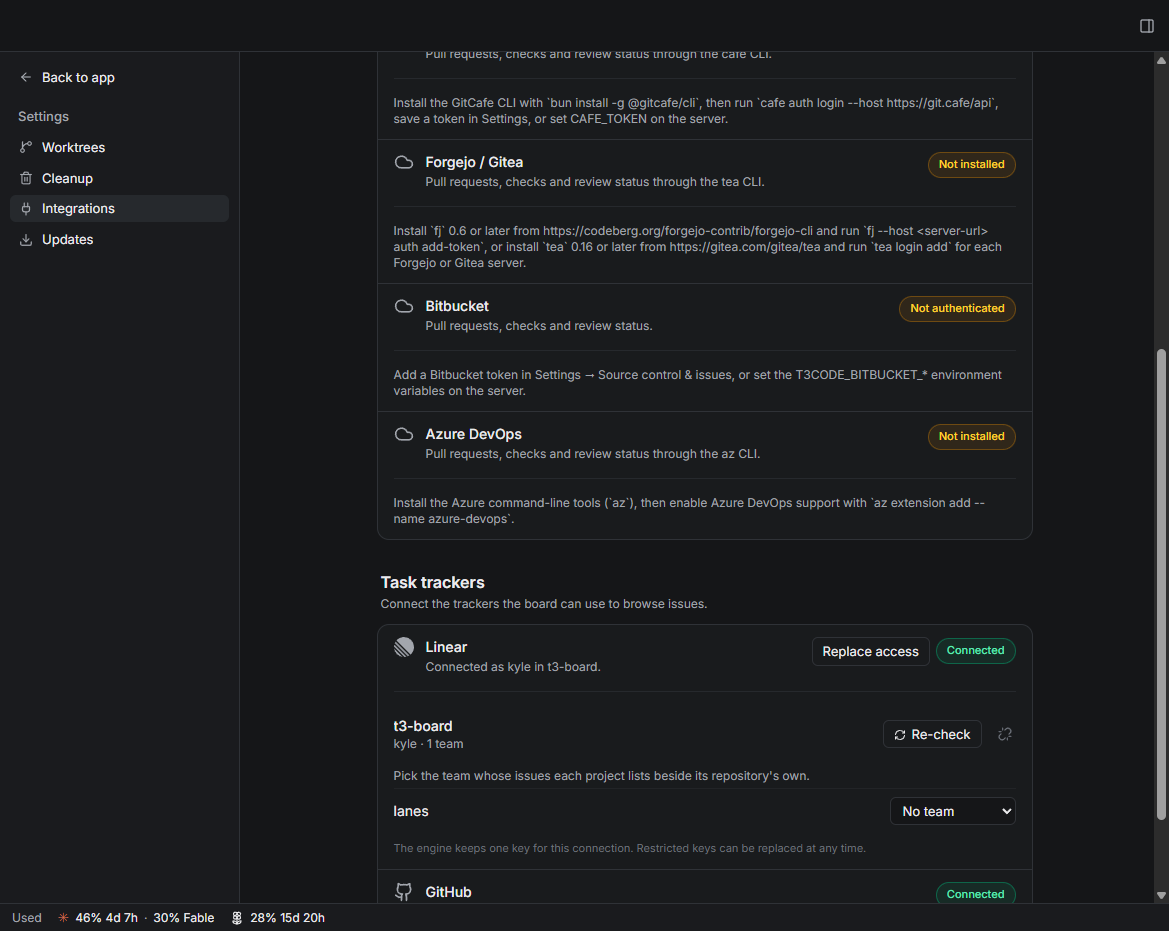 Back to app
Settings
Worktrees
Cleanup
Integrations
Updates
Pull requests, checks and review status through the cafe CLI.
Install the GitCafe CLI with `bun install -g @gitcafe/cli`, then run `cafe auth login --host https://git.cafe/api`,
save a token in Settings, or set CAFE_TOKEN on the server.
Forgejo / Gitea
Not installed
Pull requests, checks and review status through the tea CLI.
Install `fj` 0.6 or later from https://codeberg.org/forgejo-contrib/forgejo-cli and run `fj --host <server-url>
auth add-token`, or install `tea` 0.16 or later from https://gitea.com/gitea/tea and run `tea login add` for each
Forgejo or Gitea server.
Bitbucket
Not authenticated
Pull requests, checks and review status.
Add a Bitbucket token in Settings → Source control & issues, or set the T3CODE_BITBUCKET_* environment
variables on the server.
Azure DevOps
Not installed
Pull requests, checks and review status through the az CLI.
Install the Azure command-line tools (`az`), then enable Azure DevOps support with `az extension add --
name azure-devops`.
Task trackers
Connect the trackers the board can use to browse issues.
Linear
Replace access
Connected
Connected as kyle in t3-board.
t3-board
kyle · 1 team
Re-check
Pick the team whose issues each project lists beside its repository's own.
lanes
No team
The engine keeps one key for this connection. Restricted keys can be replaced at any time.
GitHub
Connected
Used 46% 4d 7h · 30% Fable 28% 15d 20h